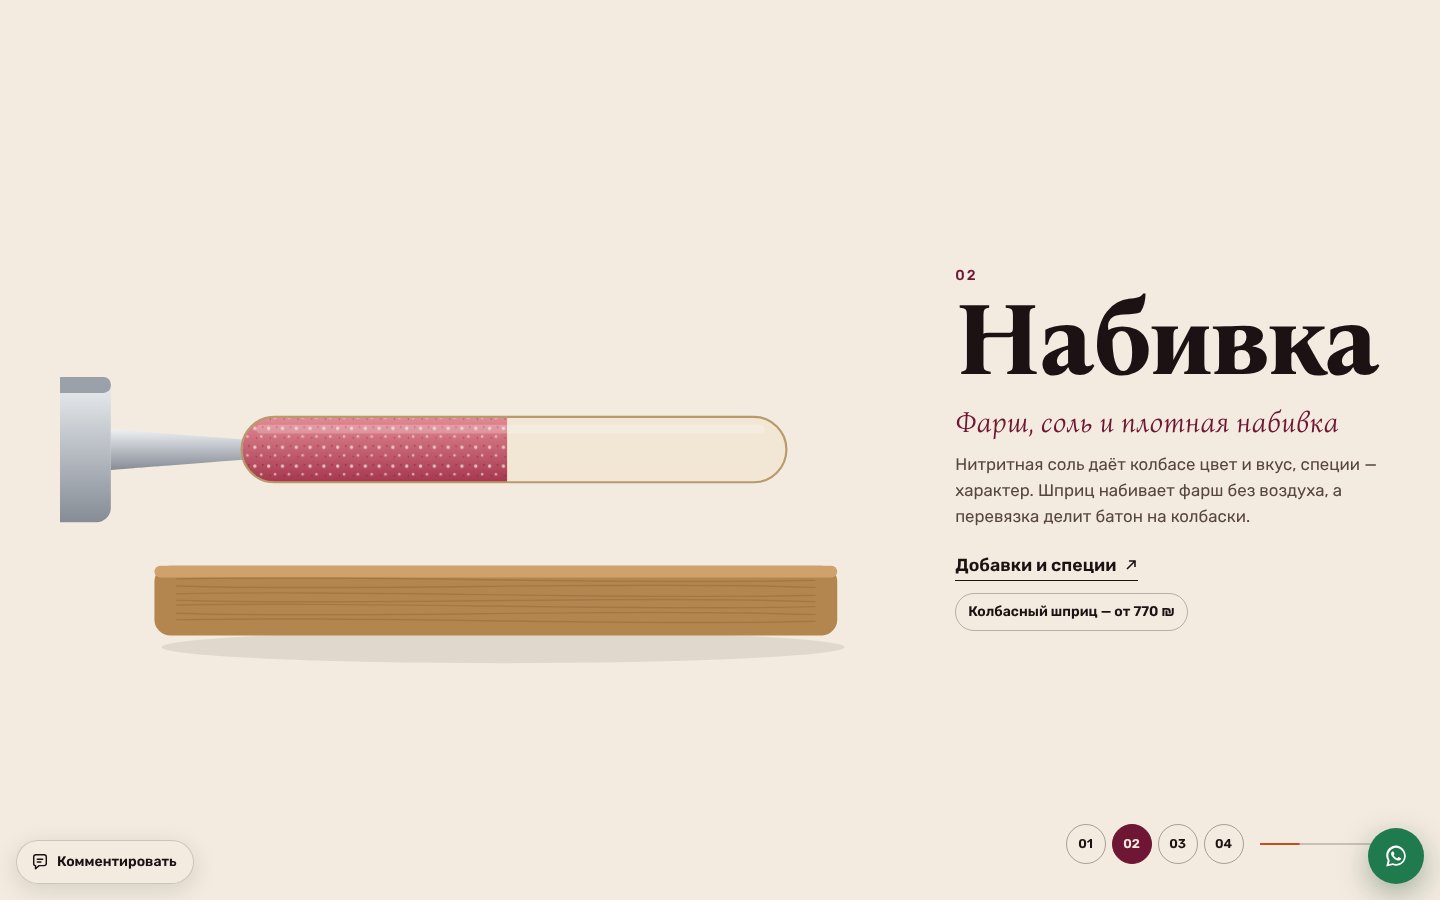 02
Набивка
Фарш, соль и плотная набивка
Нитритная соль даёт колбасе цвет и вкус, специи —
характер. Шприц набивает фарш без воздуха, а
перевязка делит батон на колбаски.
Добавки и специи ↗
Колбасный шприц — от 770 ₪
01 02 03 04
Комментировать